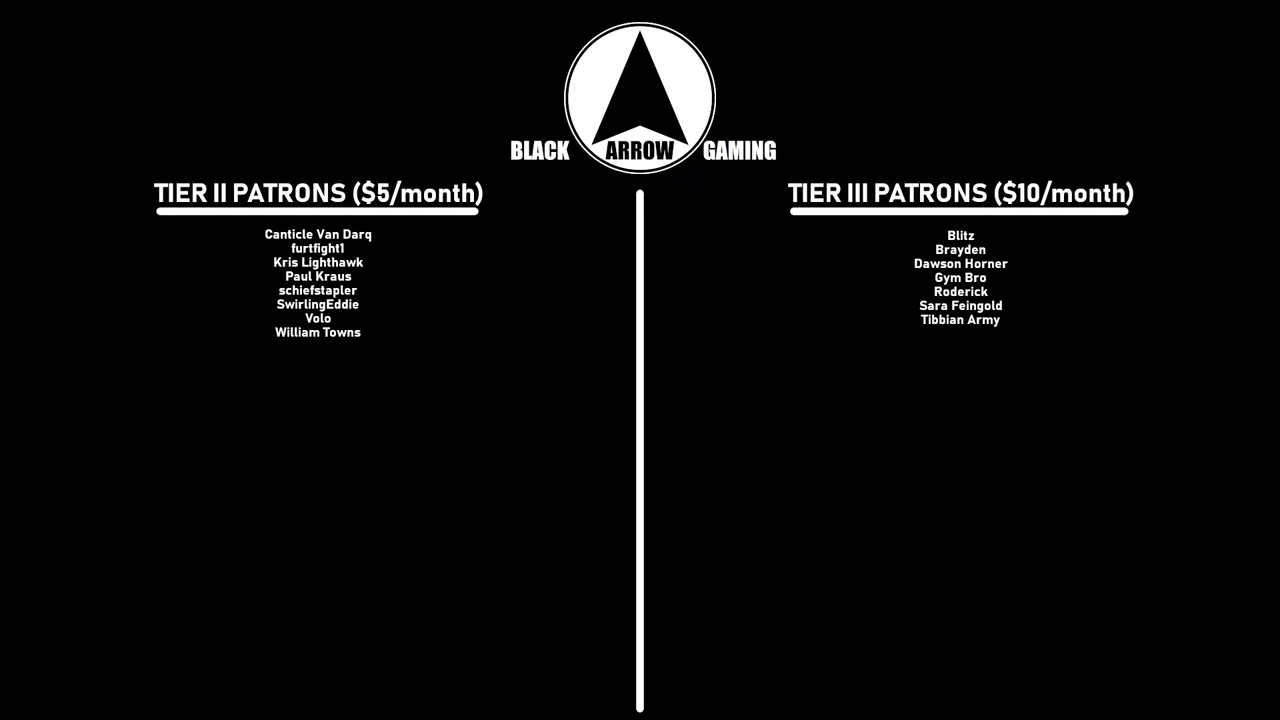 BLACK ARROW GAMING
TIER II PATRONS ($5/month)
Canticle Van Darq
furtfight1
Kris Lighthawk
Paul Kraus
schiefstapler
SwirlingEddie
Volo
William Towns
TIER III PATRONS ($10/month)
Blitz
Brayden
Dawson Horner
Gym Bro
Roderick
Sara Feingold
Tibbian Army